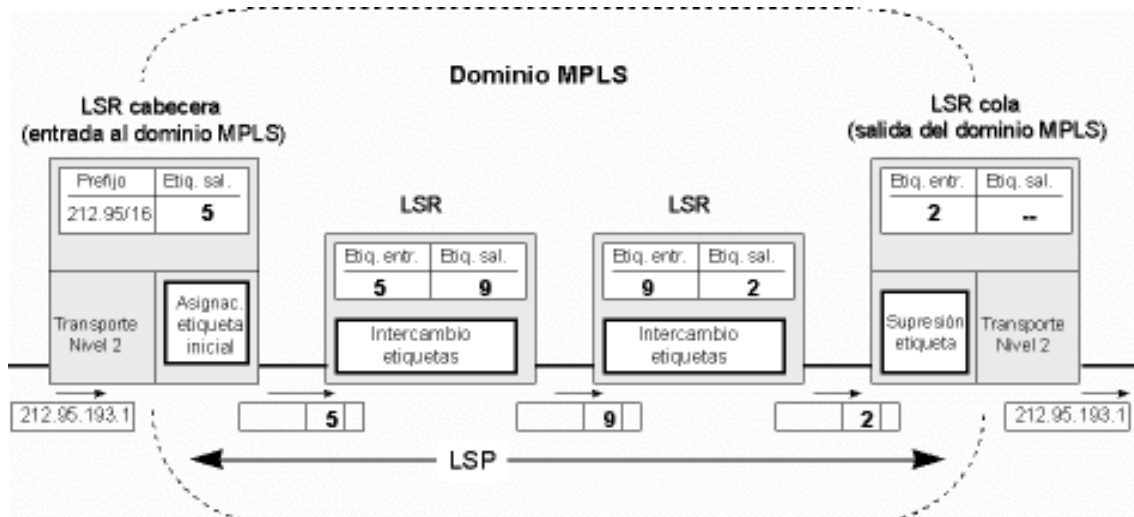 Dominio MPLS
LSR cabecera
(entrada al dominio MPLS)
LSR cola
(salida del dominio MPLS)
Prefijo
Etiq. sal.
212.95/16
5
Transporte
Nivel 2
Asignac.
etiqueta
inicial
LSR
Etiq. entr.
Etiq. sal.
5
9
Intercambio
etiquetas
LSR
Etiq. entr.
Etiq. sal.
9
2
Intercambio
etiquetas
Etiq. entr.
Etiq. sal.
2
--
Supresión
etiqueta
Transporte
Nivel 2
212.95.193.1
5
9
2
212.95.193.1
LSP